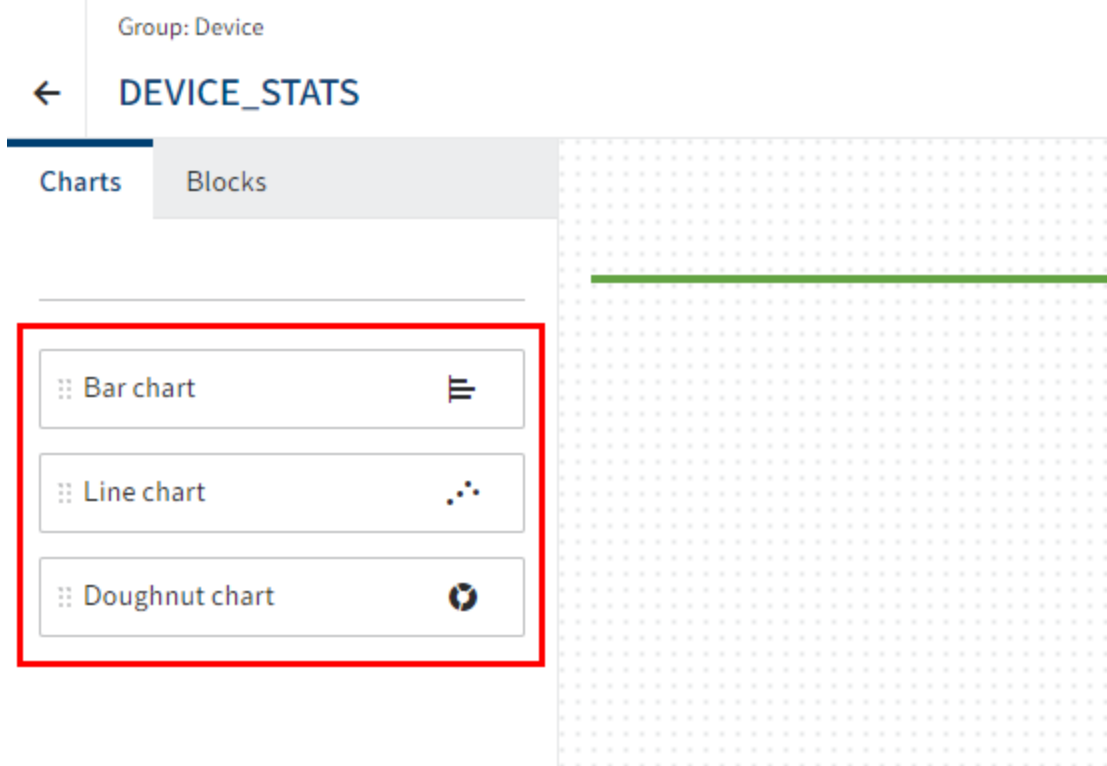 Group: Device
DEVICE_STATS
Charts Blocks
Bar chart
Line chart
Doughnut chart